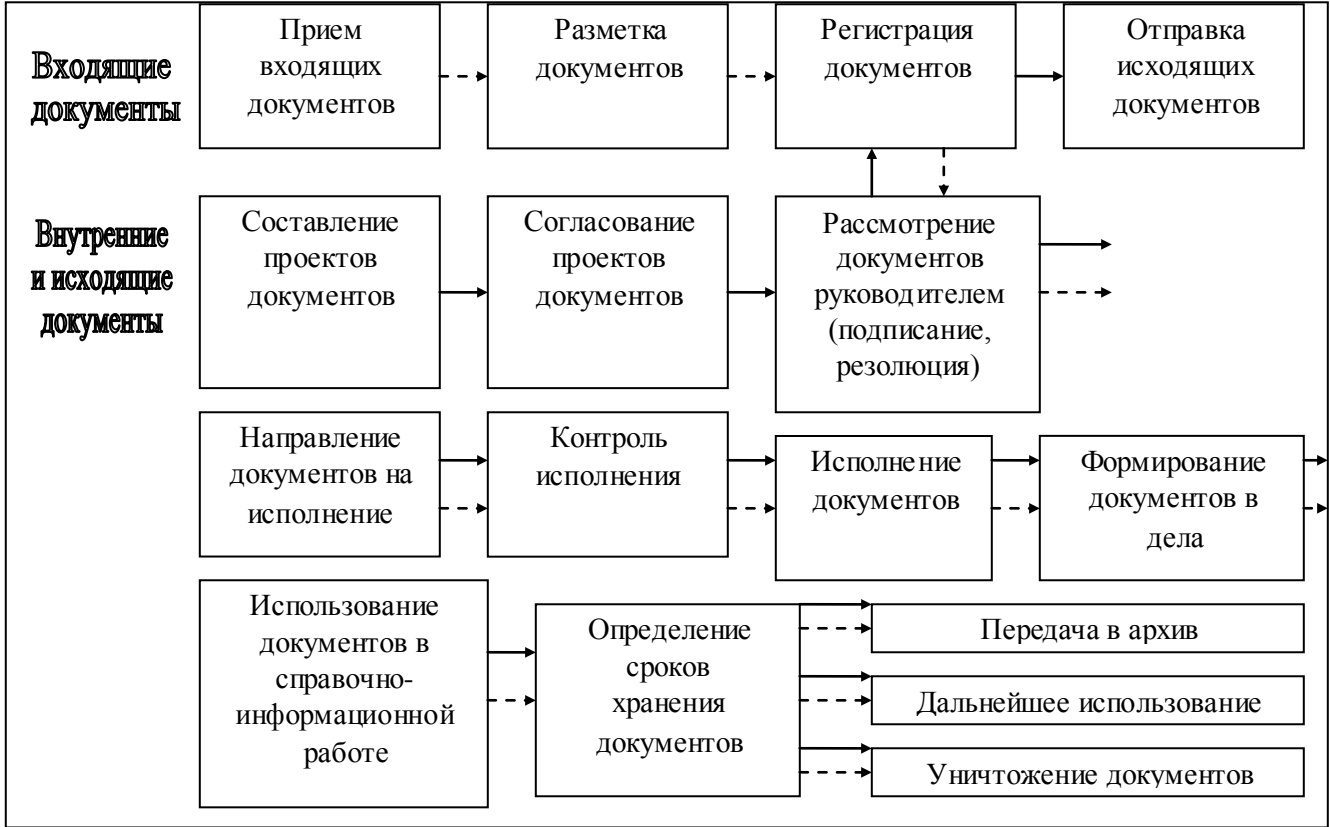 Входящие
документы
Прием
входящих
документов
Разметка
документов
Регистрация
документов
Отправка
исходящих
документов
Внутренние
и исходящие
документы
Составление
проектов
документов
Согласование
проектов
документов
Рассмотрение
документов
руководителем
(подписание,
резолюция)
Направление
документов на
исполнение
Контроль
исполнения
Исполнение
документов
Формирование
документов в
дела
Использование
документов в
справочно-
информационной
работе
Определение
сроков
хранения
документов
Передача в архив
Дальнейшее использование
Уничтожение документов